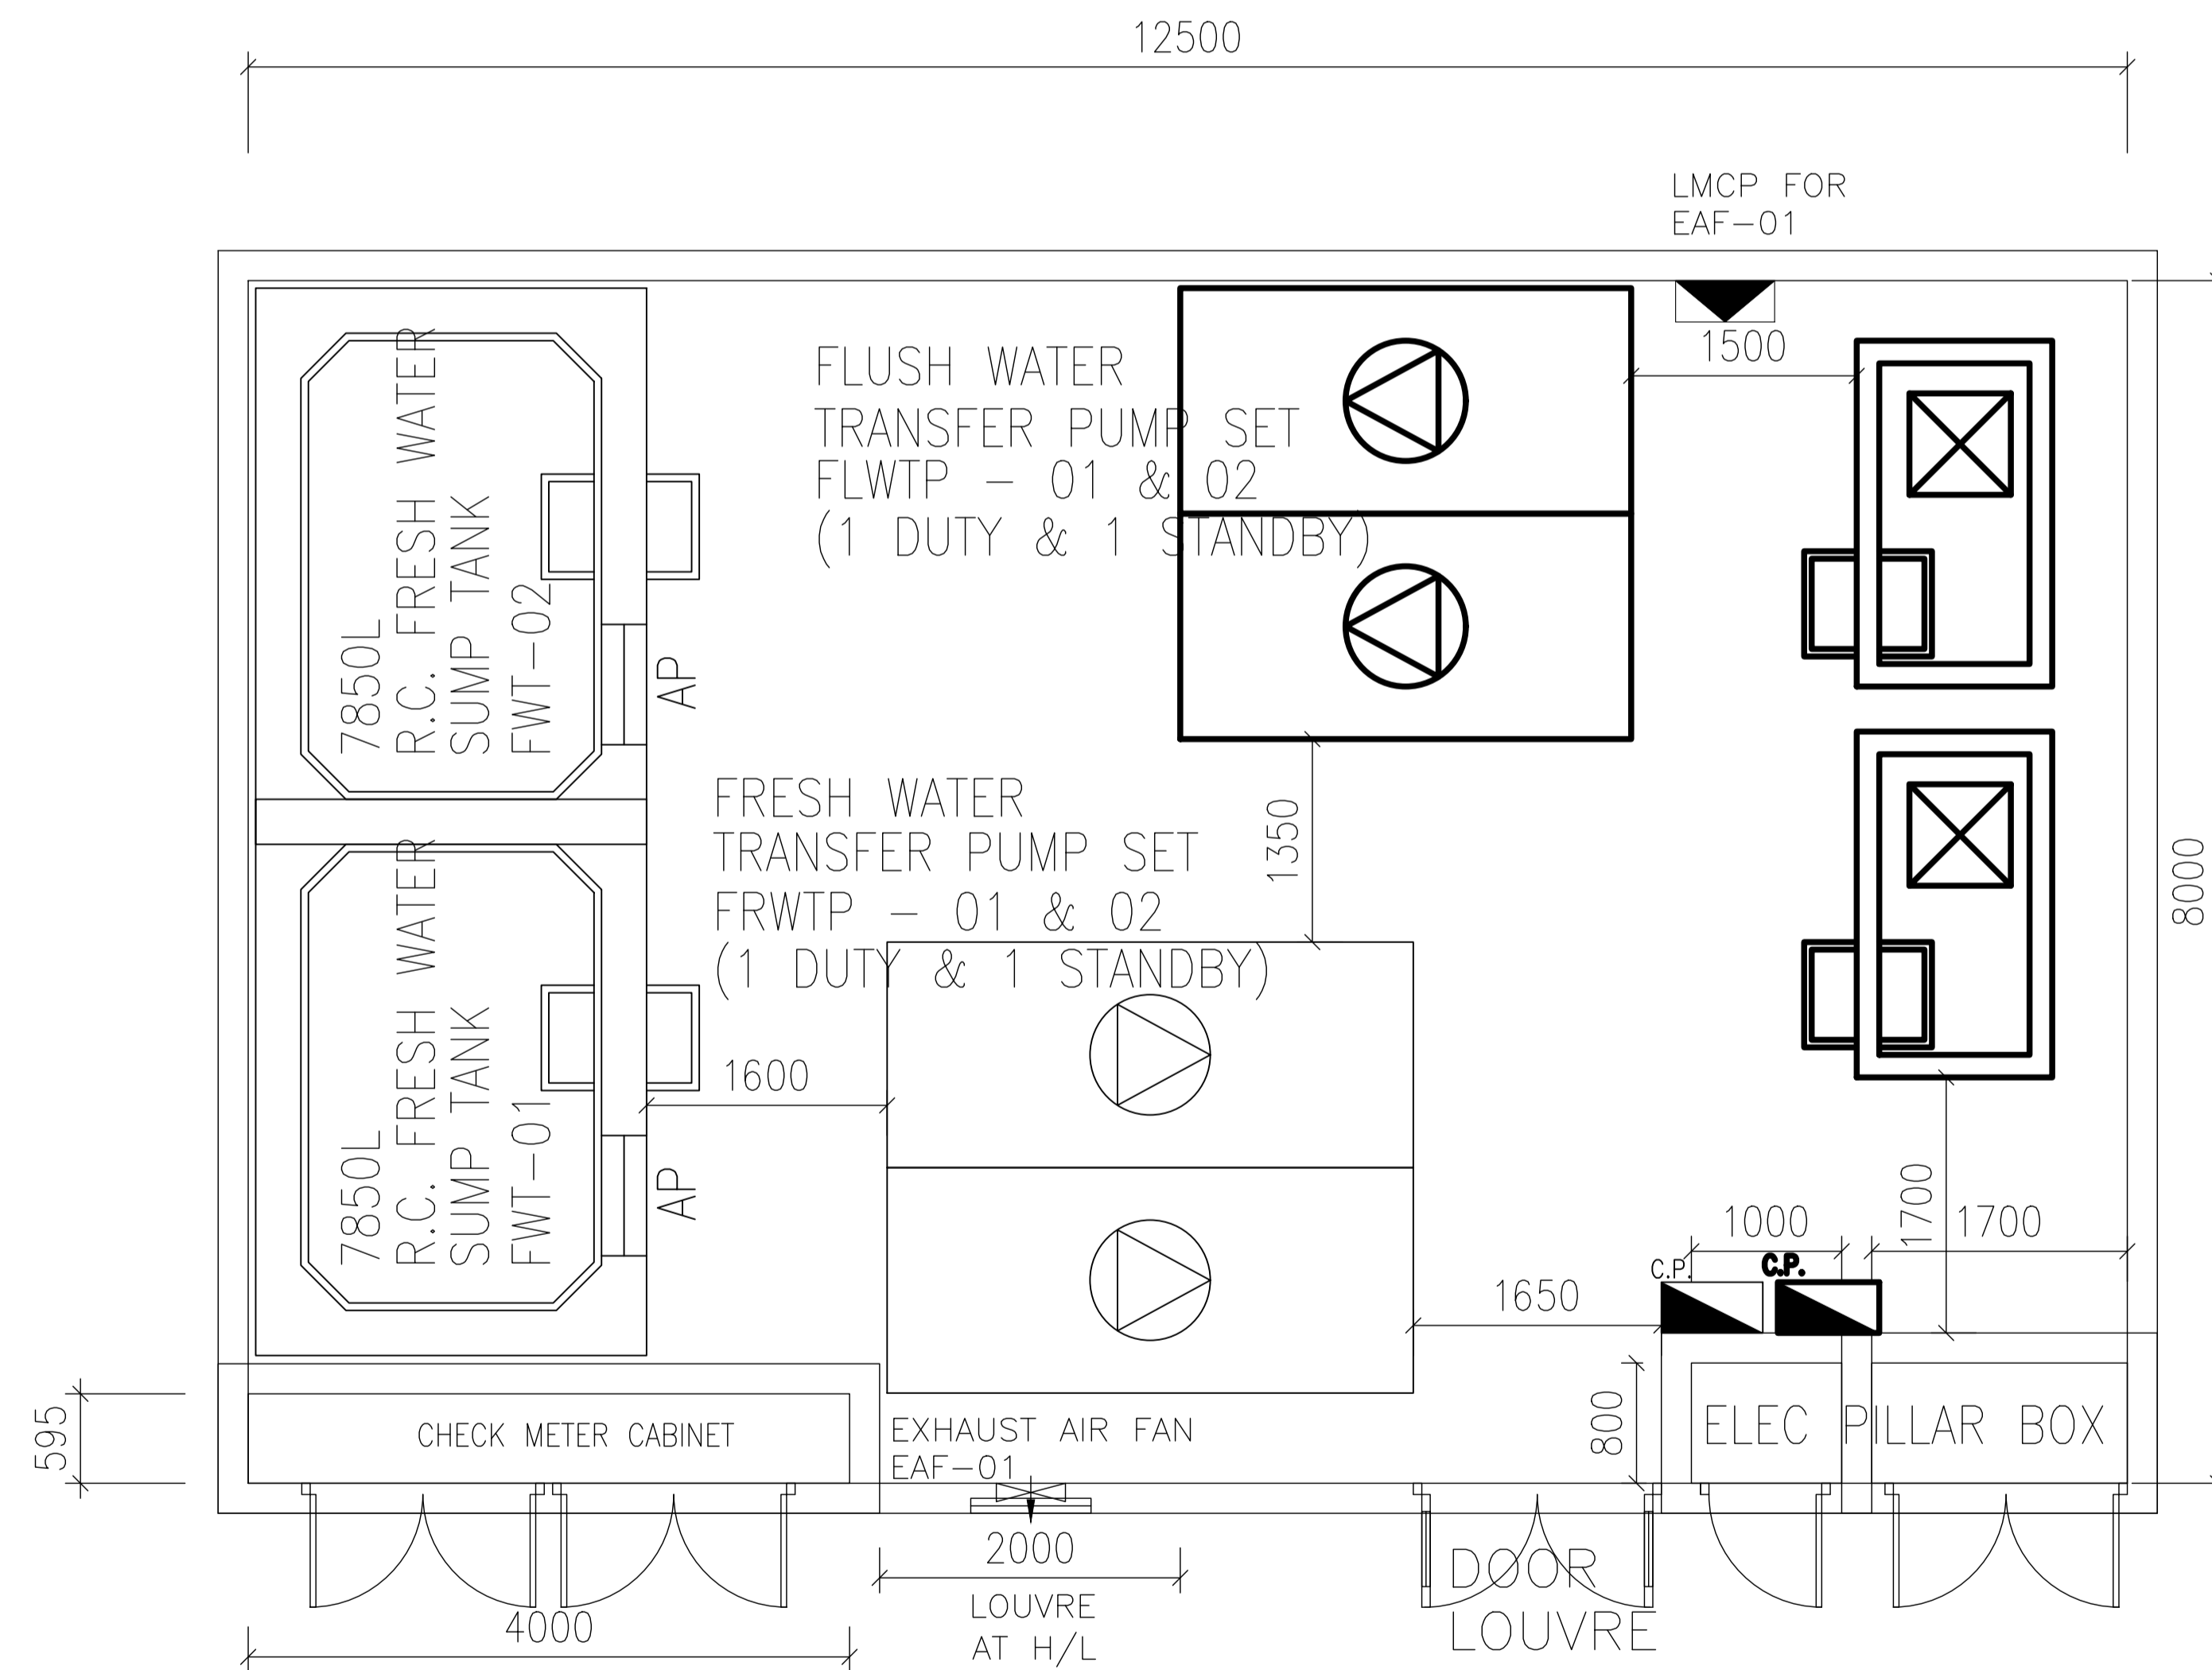 12500
LMCP FOR
EAF-01
1500
FLUSH WATER
TRANSFER PUMP SET
FLWTP - 01 & 02
(1 DUTY & 1 STANDBY)
7850L
R.C. FRESH WATER
SUMP TANK
FWT-02
AP
FRESH WATER
TRANSFER PUMP SET
FRWTP - 01 & 02
(1 DUTY & 1 STANDBY)
1350
8000
7850L
R.C. FRESH WATER
SUMP TANK
FWT-01
AP
1600
1700
1000
1700
C.P.
C.P.
1650
800
595
CHECK METER CABINET
EXHAUST AIR FAN
EAF-01
ELEC PILLAR BOX
2000
LOUVRE
AT H/L
DOOR
LOUVRE
4000